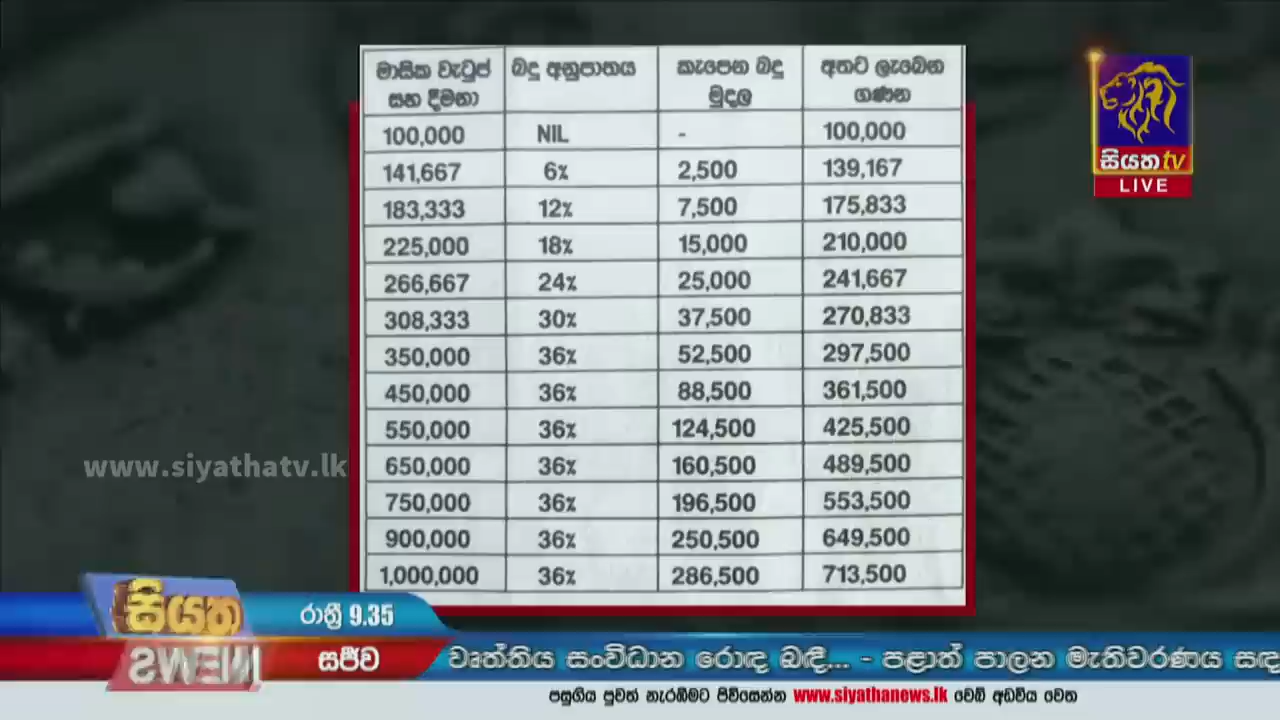 මාසික වැටුප් සහ දීමනා | බදු අනුපාතය | කැපෙන බදු මුදල | අතට ලැබෙන ගණන
100,000 | NIL | - | 100,000
141,667 | 6% | 2,500 | 139,167
183,333 | 12% | 7,500 | 175,833
225,000 | 18% | 15,000 | 210,000
266,667 | 24% | 25,000 | 241,667
308,333 | 30% | 37,500 | 270,833
350,000 | 36% | 52,500 | 297,500
450,000 | 36% | 88,500 | 361,500
550,000 | 36% | 124,500 | 425,500
650,000 | 36% | 160,500 | 489,500
750,000 | 36% | 196,500 | 553,500
900,000 | 36% | 250,500 | 649,500
1,000,000 | 36% | 286,500 | 713,500
සියත tv
LIVE
www.siyathatv.lk
සියත
NEWS
රාත්‍රී 9.35
සජීව
වෘත්තිය සංවිධාන රොඳ බඳී... - පළාත් පාලන මැතිවරණය සඳ
පසුගිය පුවත් නැරඹීමට පිවිසෙන්න www.siyathanews.lk වෙබ් අඩවිය වෙත